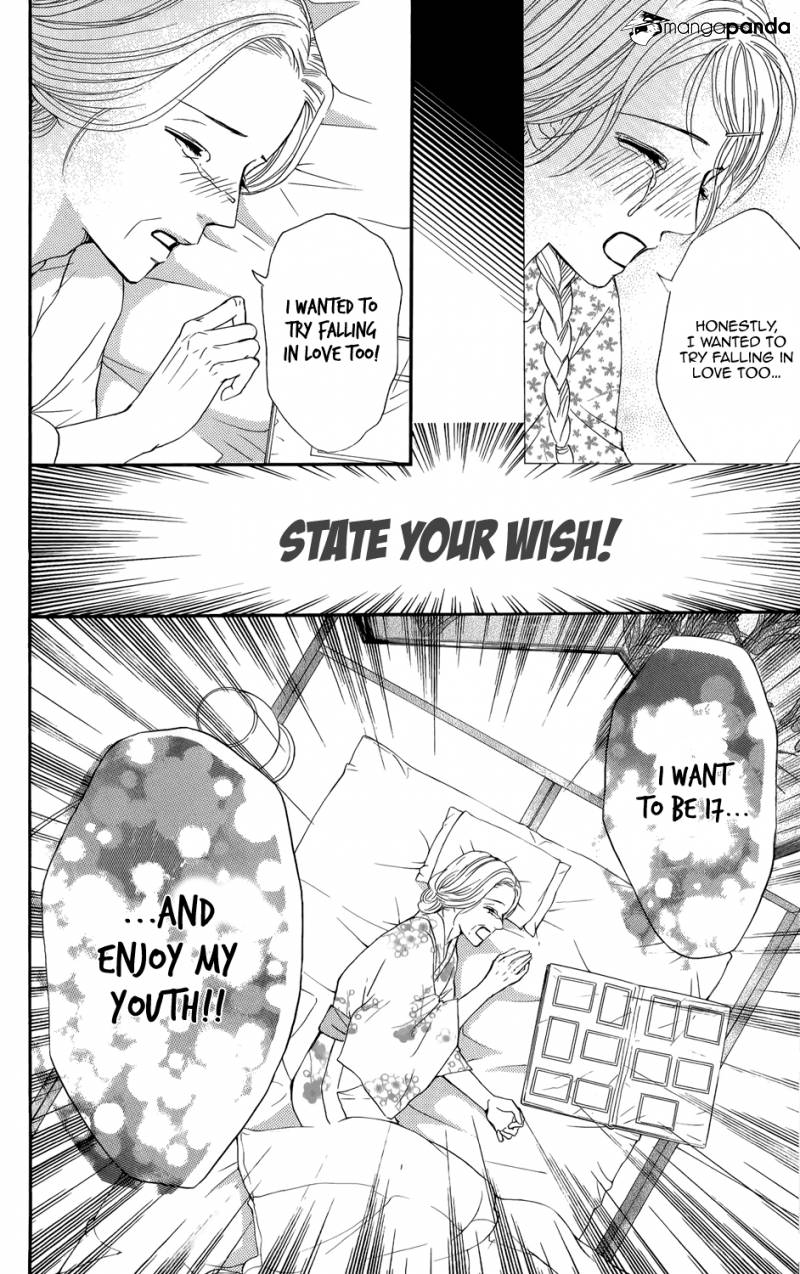 mangapanda
HONESTLY,
I WANTED TO
TRY FALLING IN
LOVE TOO...
I WANTED TO
TRY FALLING
IN LOVE TOO!
STATE YOUR WISH!
I WANT
TO BE 17...
...AND
ENJOY MY
YOUTH!!